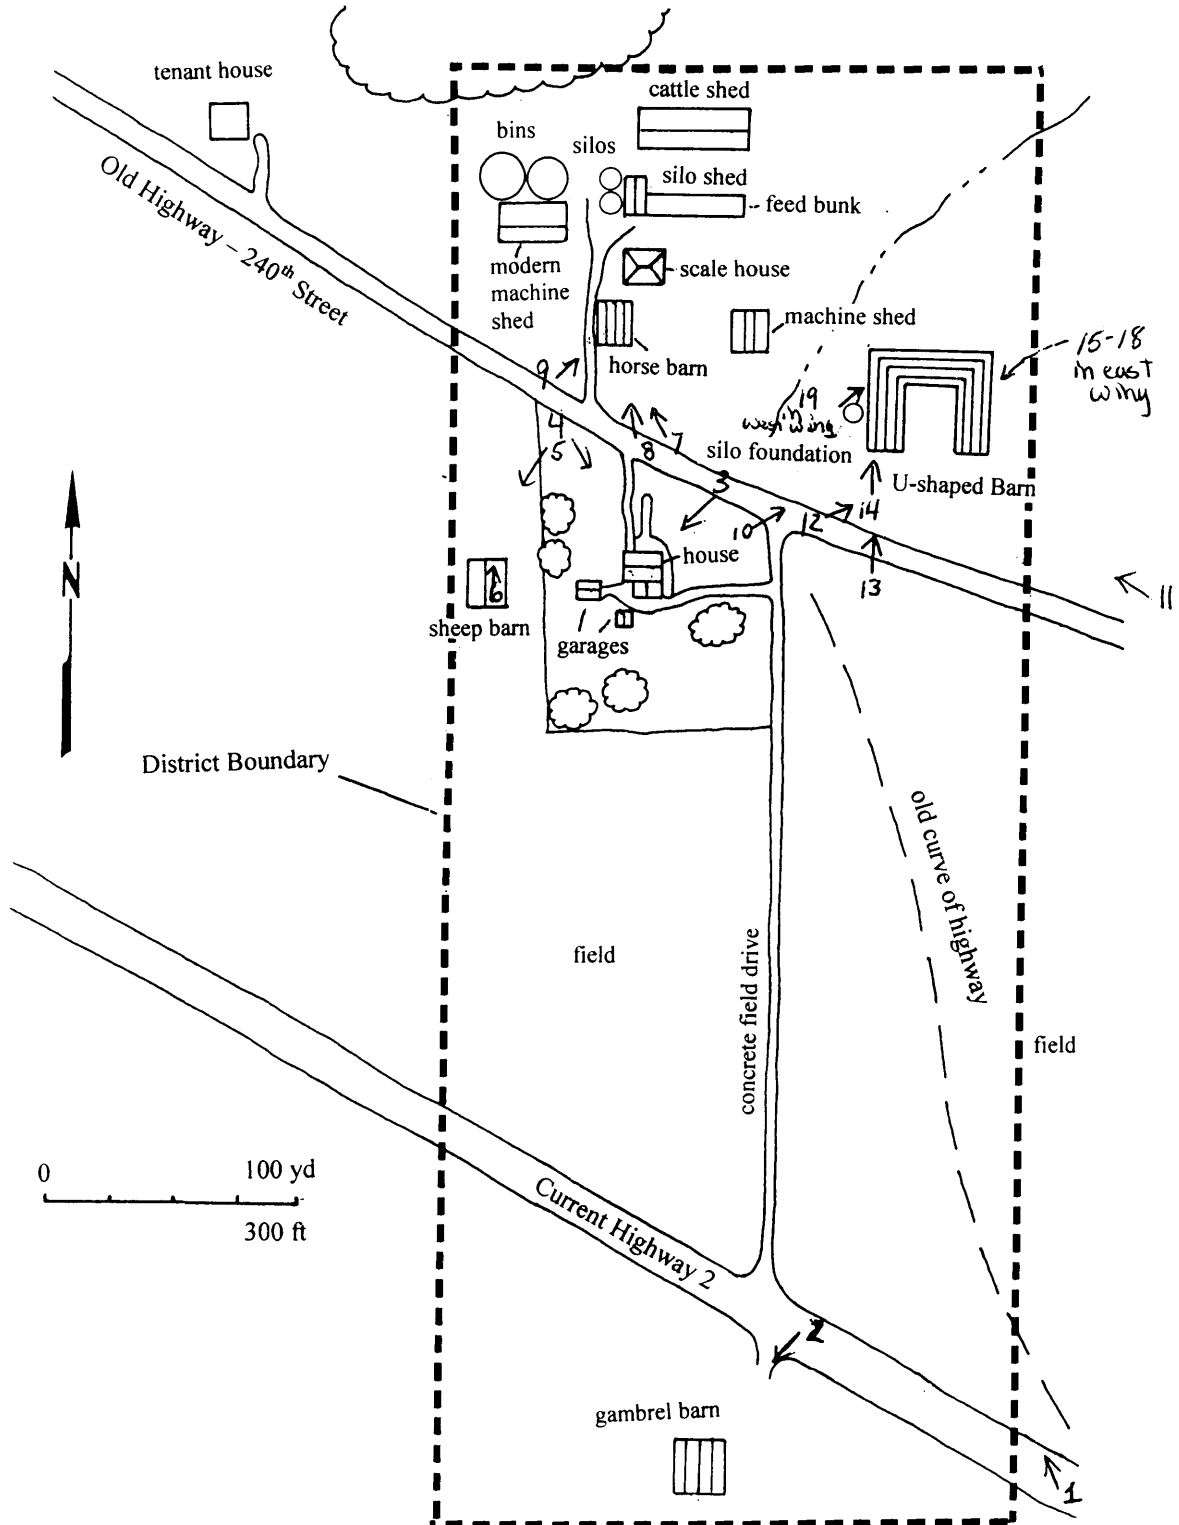 tenant house
cattle shed
bins
silos
silo shed
feed bunk
Old Highway – 240th Street
modern
machine
shed
scale house
machine shed
15-18
in east
wing
horse barn
9
19
in
west wing
4
5
8
7
silo foundation
3
U-shaped Barn
10
12
14
N
house
13
11
6
sheep barn
garages
District Boundary
old curve of highway
field
concrete field drive
field
0
100 yd
300 ft
Current Highway 2
2
gambrel barn
1